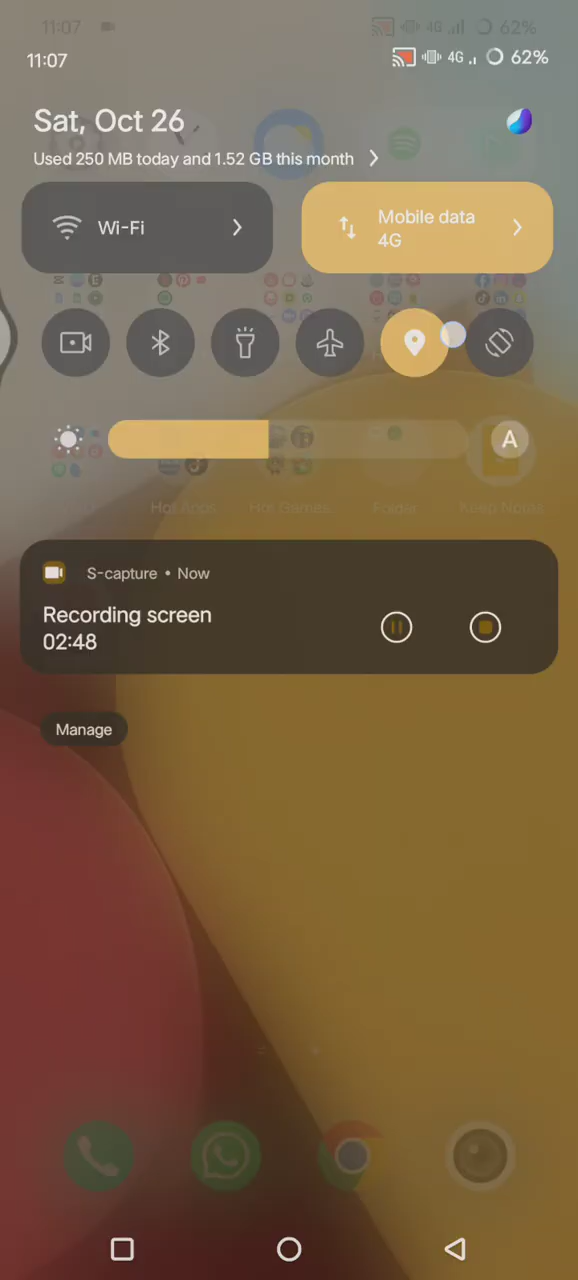 11:07 4G 62%
11:07 4G 62%
Sat, Oct 26
Used 250 MB today and 1.52 GB this month
Wi-Fi
Mobile data
4G
A
Hot Apps Hot Games Folder Keep Notes
S-capture • Now
Recording screen
02:48
Manage